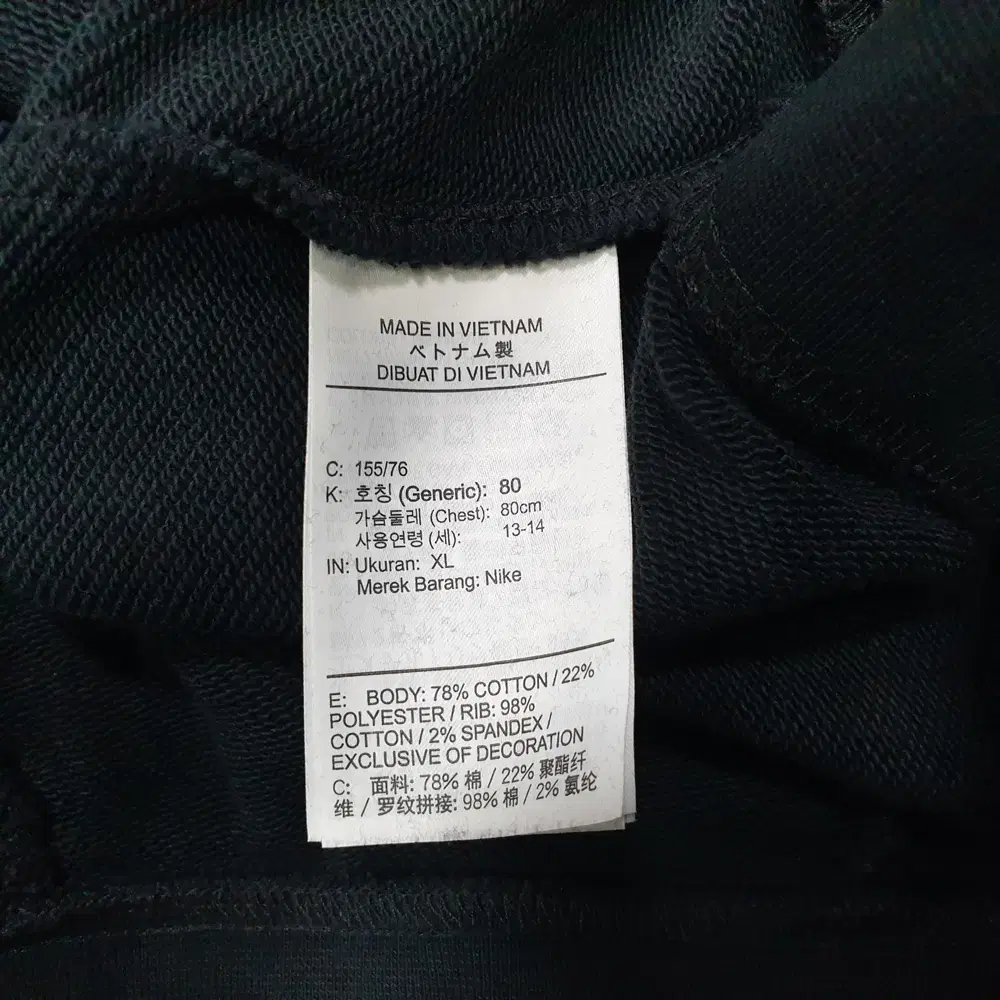 MADE IN VIETNAM
ベトナム製
DIBUAT DI VIETNAM
C: 155/76
K: 호칭 (Generic): 80
가슴둘레 (Chest): 80cm
사용연령 (세): 13-14
IN: Ukuran: XL
Merek Barang: Nike
E: BODY: 78% COTTON / 22%
POLYESTER / RIB: 98%
COTTON / 2% SPANDEX /
EXCLUSIVE OF DECORATION
C: 面料: 78% 棉 / 22% 聚酯纤
维 / 罗纹拼接: 98% 棉 / 2% 氨纶